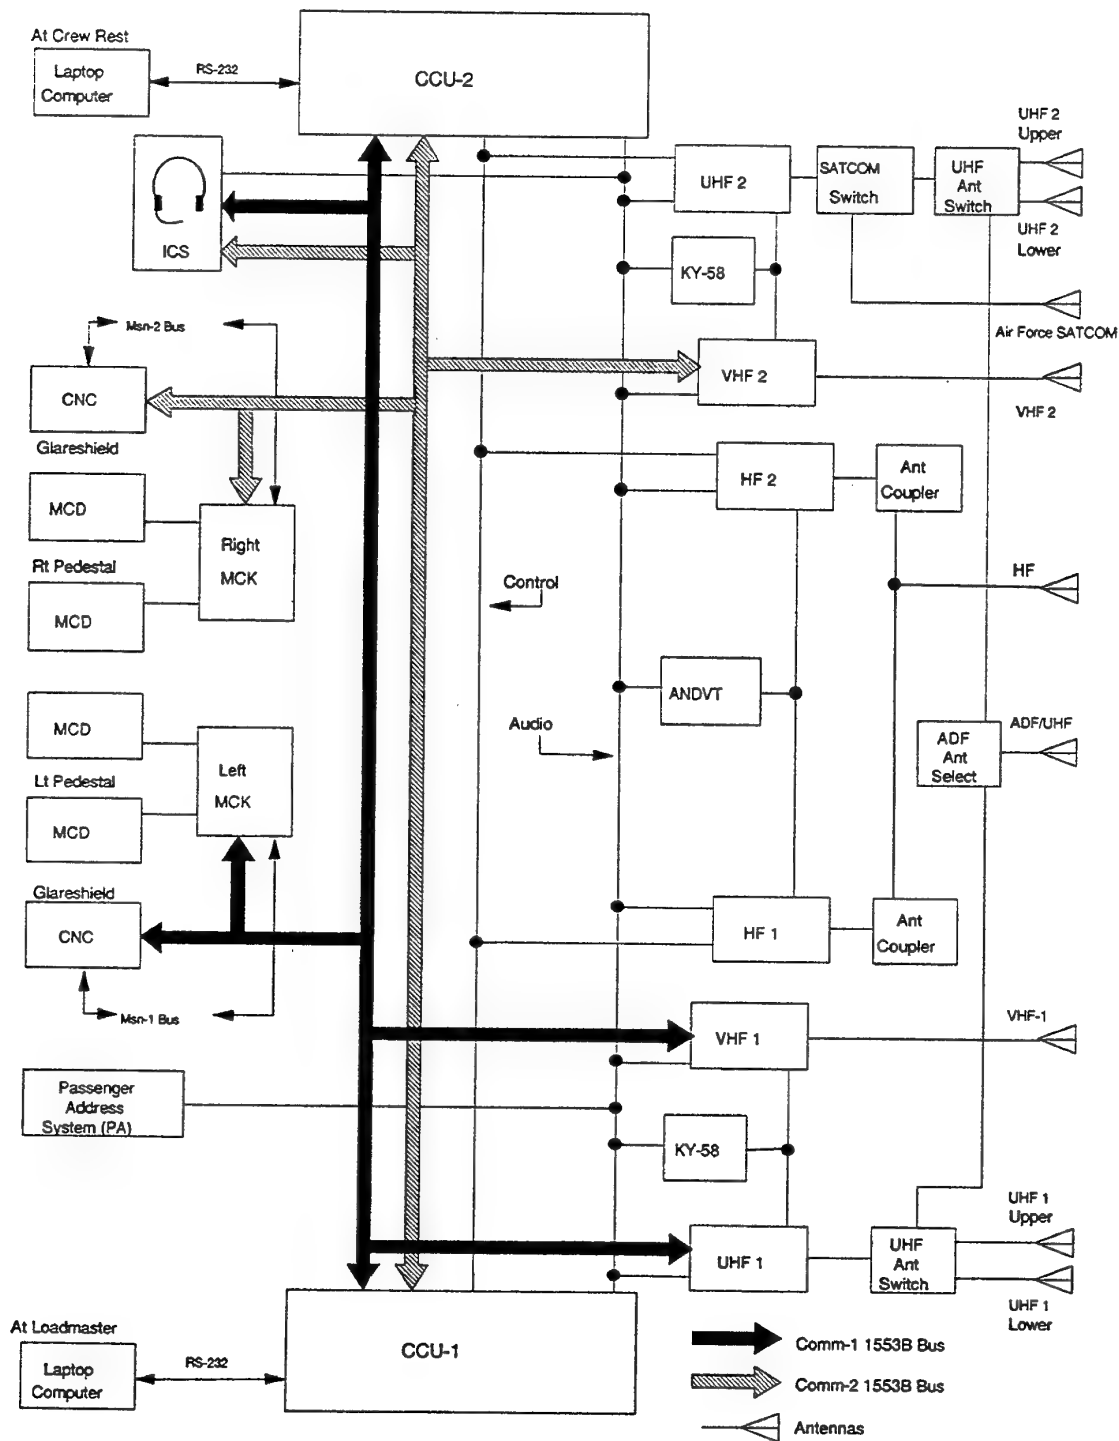 At Crew Rest
Laptop
Computer
RS-232
CCU-2
UHF 2
Upper
UHF 2
SATCOM
Switch
UHF
Ant
Switch
UHF 2
Lower
ICS
KY-58
Air Force SATCOM
Msn-2 Bus
CNC
VHF 2
VHF 2
Glareshield
MCD
HF 2
Ant
Coupler
Right
MCK
Rt Pedestal
MCD
Control
HF
MCD
ANDVT
Audio
ADF/UHF
ADF
Ant
Select
Left
MCK
Lt Pedestal
MCD
Glareshield
CNC
HF 1
Ant
Coupler
Msn-1 Bus
VHF 1
VHF-1
Passenger
Address
System (PA)
KY-58
UHF 1
Upper
UHF 1
UHF
Ant
Switch
UHF 1
Lower
At Loadmaster
Laptop
Computer
RS-232
CCU-1
Comm-1 1553B Bus
Comm-2 1553B Bus
Antennas